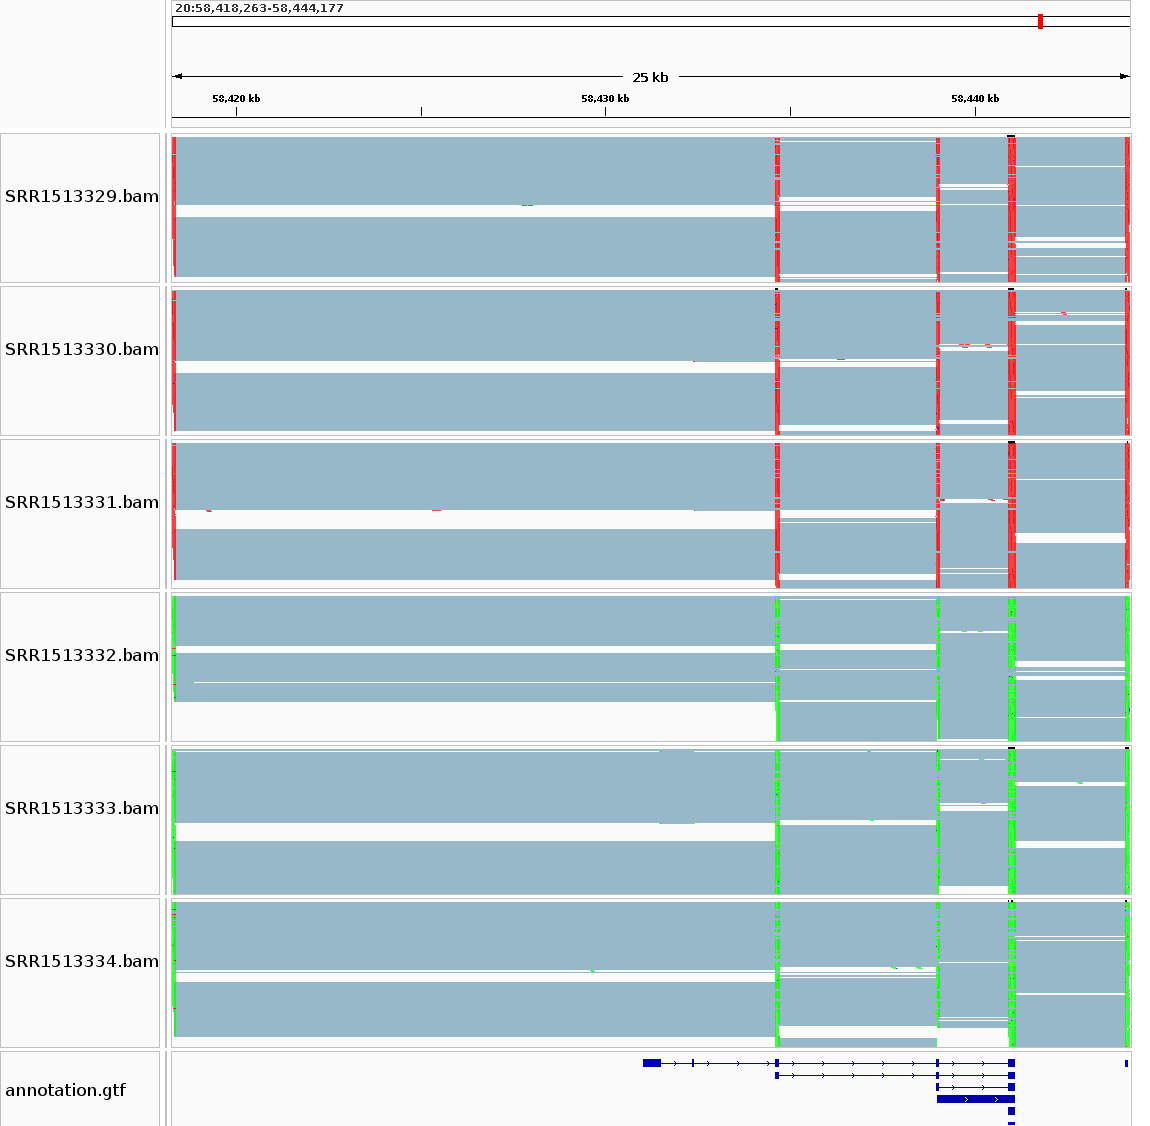 20:58,418,263-58,444,177
25 kb
58,420 kb 58,430 kb 58,440 kb
SRR1513329.bam
SRR1513330.bam
SRR1513331.bam
SRR1513332.bam
SRR1513333.bam
SRR1513334.bam
annotation.gtf